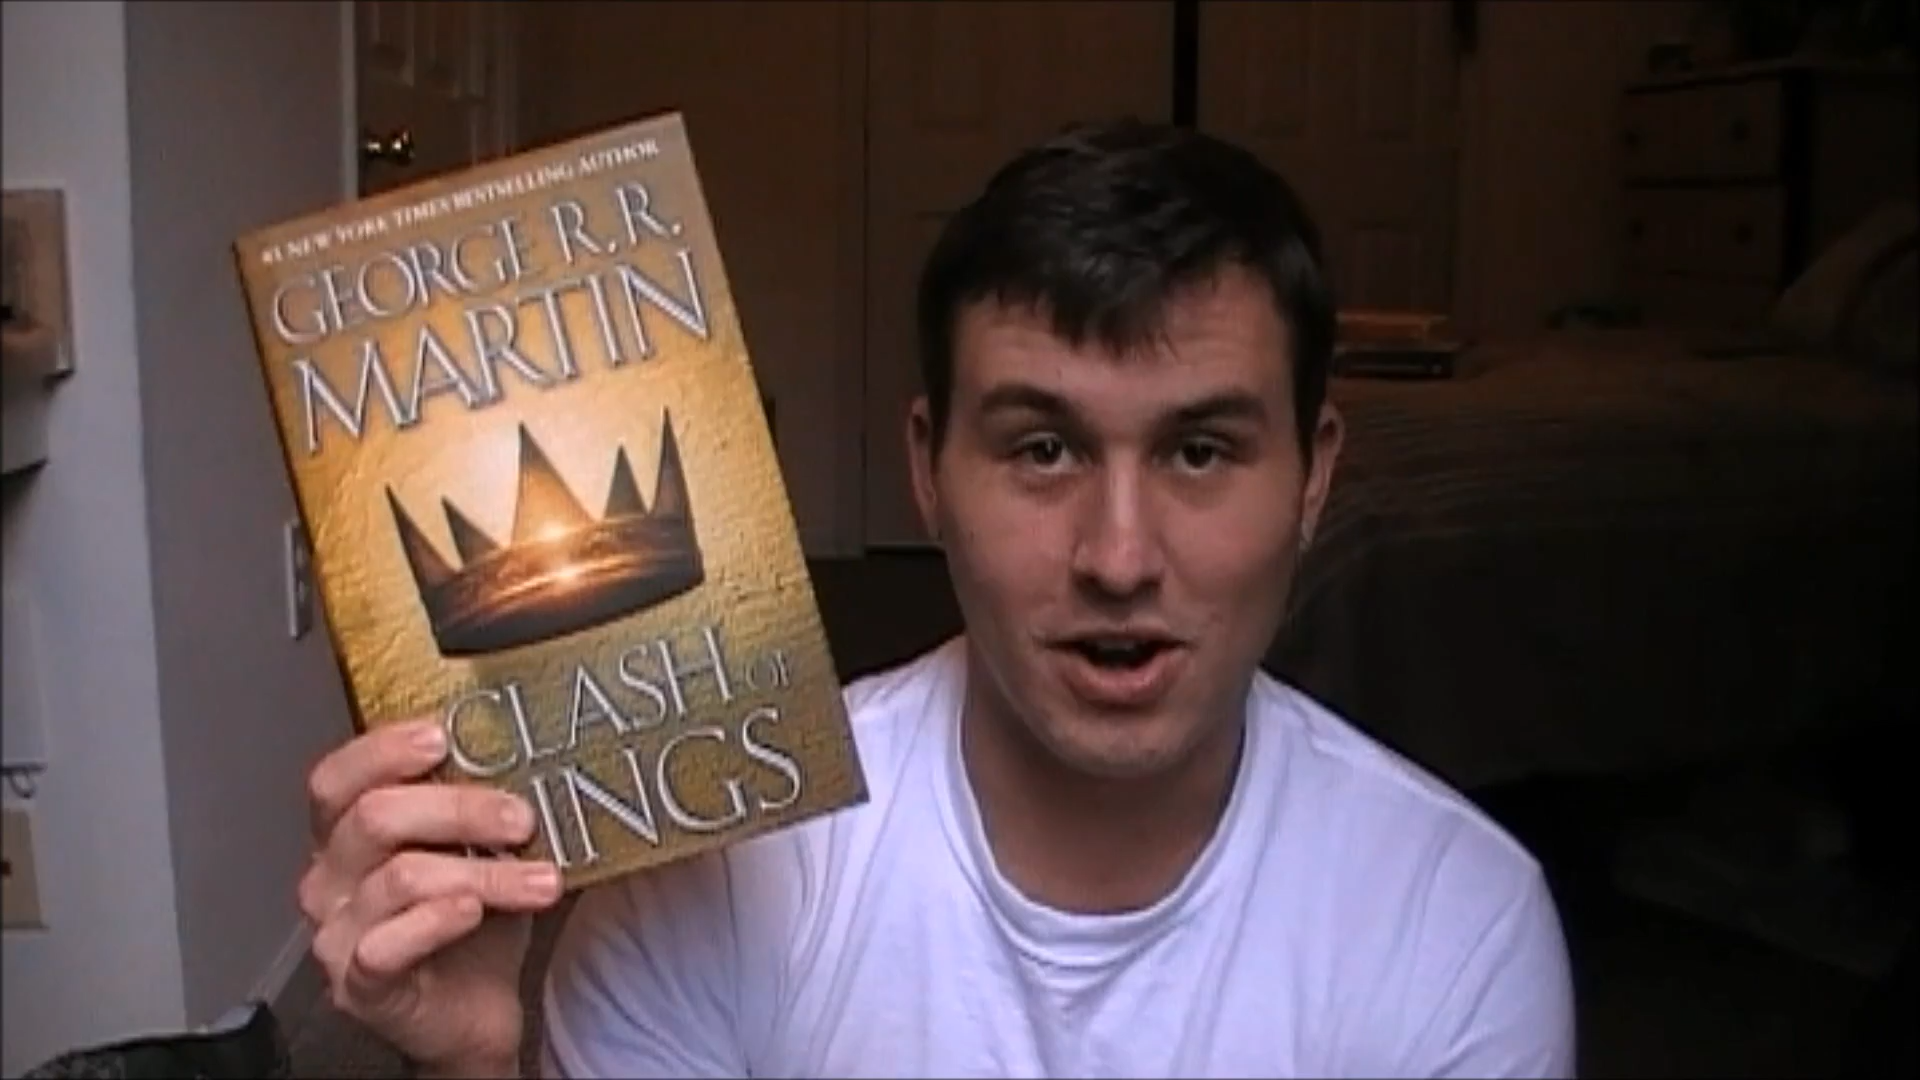 #1 NEW YORK TIMES BESTSELLING AUTHOR
GEORGE R. R.
MARTIN
CLASH OF
INGS